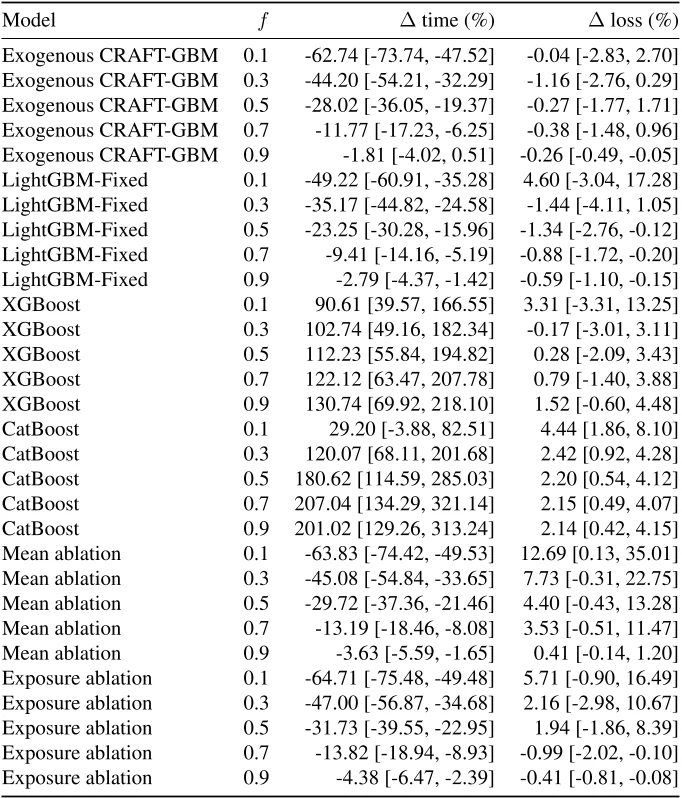 Model f Δ time (%) Δ loss (%)
Exogenous CRAFT-GBM 0.1 -62.74 [-73.74, -47.52] -0.04 [-2.83, 2.70]
Exogenous CRAFT-GBM 0.3 -44.20 [-54.21, -32.29] -1.16 [-2.76, 0.29]
Exogenous CRAFT-GBM 0.5 -28.02 [-36.05, -19.37] -0.27 [-1.77, 1.71]
Exogenous CRAFT-GBM 0.7 -11.77 [-17.23, -6.25] -0.38 [-1.48, 0.96]
Exogenous CRAFT-GBM 0.9 -1.81 [-4.02, 0.51] -0.26 [-0.49, -0.05]
LightGBM-Fixed 0.1 -49.22 [-60.91, -35.28] 4.60 [-3.04, 17.28]
LightGBM-Fixed 0.3 -35.17 [-44.82, -24.58] -1.44 [-4.11, 1.05]
LightGBM-Fixed 0.5 -23.25 [-30.28, -15.96] -1.34 [-2.76, -0.12]
LightGBM-Fixed 0.7 -9.41 [-14.16, -5.19] -0.88 [-1.72, -0.20]
LightGBM-Fixed 0.9 -2.79 [-4.37, -1.42] -0.59 [-1.10, -0.15]
XGBoost 0.1 90.61 [39.57, 166.55] 3.31 [-3.31, 13.25]
XGBoost 0.3 102.74 [49.16, 182.34] -0.17 [-3.01, 3.11]
XGBoost 0.5 112.23 [55.84, 194.82] 0.28 [-2.09, 3.43]
XGBoost 0.7 122.12 [63.47, 207.78] 0.79 [-1.40, 3.88]
XGBoost 0.9 130.74 [69.92, 218.10] 1.52 [-0.60, 4.48]
CatBoost 0.1 29.20 [-3.88, 82.51] 4.44 [1.86, 8.10]
CatBoost 0.3 120.07 [68.11, 201.68] 2.42 [0.92, 4.28]
CatBoost 0.5 180.62 [114.59, 285.03] 2.20 [0.54, 4.12]
CatBoost 0.7 207.04 [134.29, 321.14] 2.15 [0.49, 4.07]
CatBoost 0.9 201.02 [129.26, 313.24] 2.14 [0.42, 4.15]
Mean ablation 0.1 -63.83 [-74.42, -49.53] 12.69 [0.13, 35.01]
Mean ablation 0.3 -45.08 [-54.84, -33.65] 7.73 [-0.31, 22.75]
Mean ablation 0.5 -29.72 [-37.36, -21.46] 4.40 [-0.43, 13.28]
Mean ablation 0.7 -13.19 [-18.46, -8.08] 3.53 [-0.51, 11.47]
Mean ablation 0.9 -3.63 [-5.59, -1.65] 0.41 [-0.14, 1.20]
Exposure ablation 0.1 -64.71 [-75.48, -49.48] 5.71 [-0.90, 16.49]
Exposure ablation 0.3 -47.00 [-56.87, -34.68] 2.16 [-2.98, 10.67]
Exposure ablation 0.5 -31.73 [-39.55, -22.95] 1.94 [-1.86, 8.39]
Exposure ablation 0.7 -13.82 [-18.94, -8.93] -0.99 [-2.02, -0.10]
Exposure ablation 0.9 -4.38 [-6.47, -2.39] -0.41 [-0.81, -0.08]